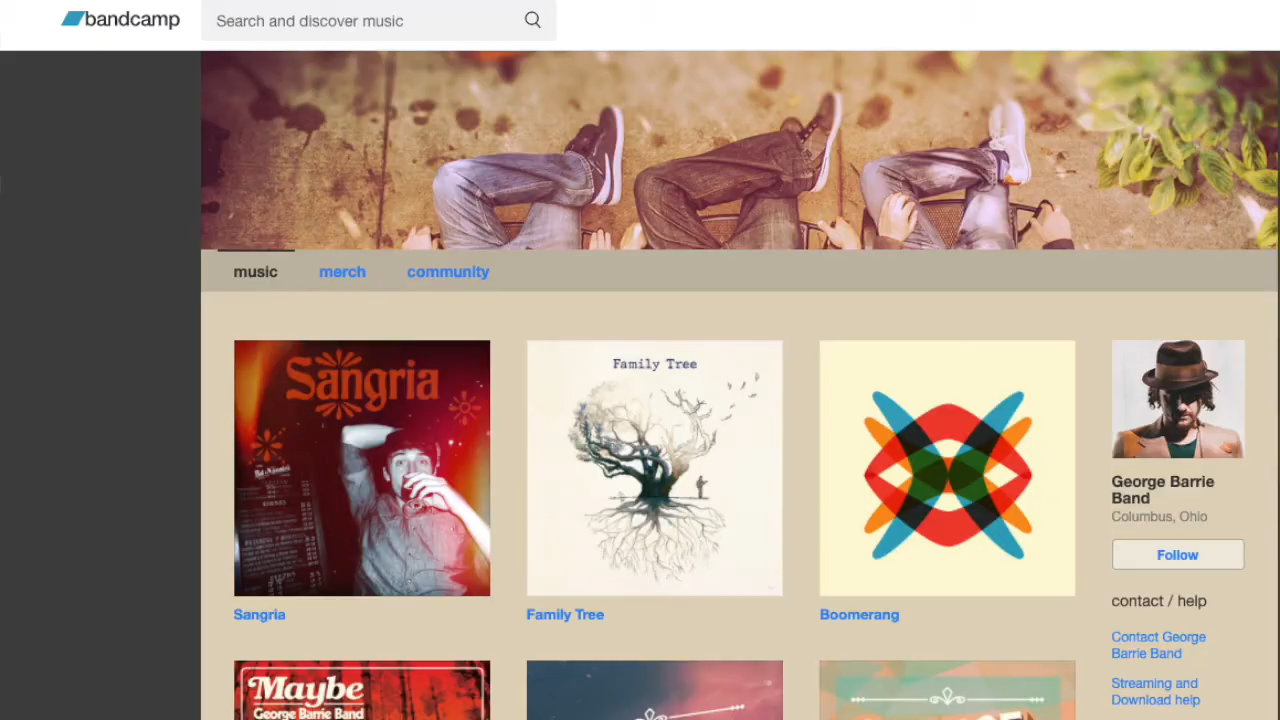 bandcamp
Search and discover music
music
merch
community
Sangria
Family Tree
Sangria
Family Tree
Boomerang
George Barrie
Band
Columbus, Ohio
Follow
contact / help
Contact George
Barrie Band
Streaming and
Download help
Maybe
George Barrie Band